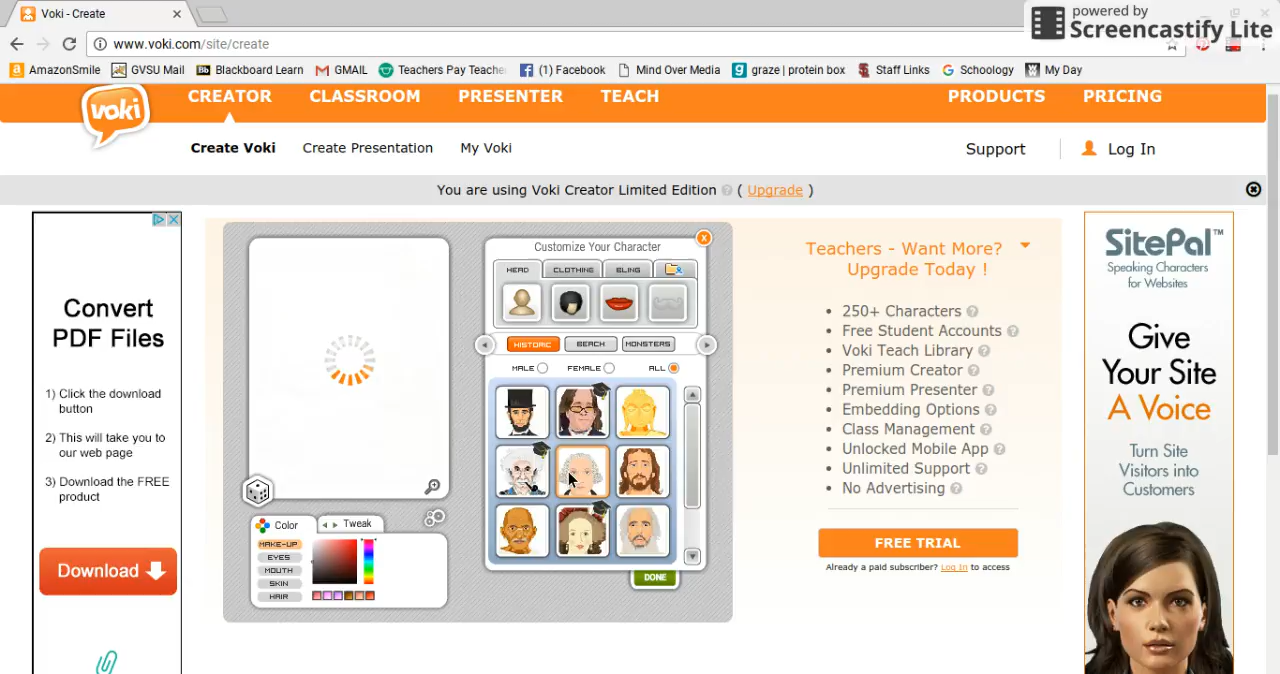 Voki - Create
powered by
Screencastify Lite
www.voki.com/site/create
AmazonSmile GVSU Mail Bb Blackboard Learn GMAIL Teachers Pay Teache (1) Facebook Mind Over Media graze | protein box Staff Links Schoology My Day
voki
CREATOR CLASSROOM PRESENTER TEACH PRODUCTS PRICING
Create Voki Create Presentation My Voki Support Log In
You are using Voki Creator Limited Edition ? ( Upgrade )
Convert
PDF Files
1) Click the download
button
2) This will take you to
our web page
3) Download the FREE
product
Download
Customize Your Character
HEAD CLOTHING BLING
HISTORIC BEACH MONSTERS
MALE FEMALE ALL
DONE
Color Tweak
MAKE-UP
EYES
MOUTH
SKIN
HAIR
Teachers - Want More?
Upgrade Today !
250+ Characters ?
Free Student Accounts ?
Voki Teach Library ?
Premium Creator ?
Premium Presenter ?
Embedding Options ?
Class Management ?
Unlocked Mobile App ?
Unlimited Support ?
No Advertising ?
FREE TRIAL
Already a paid subscriber? Log In to access
SitePal™
Speaking Characters
for Websites
Give
Your Site
A Voice
Turn Site
Visitors into
Customers